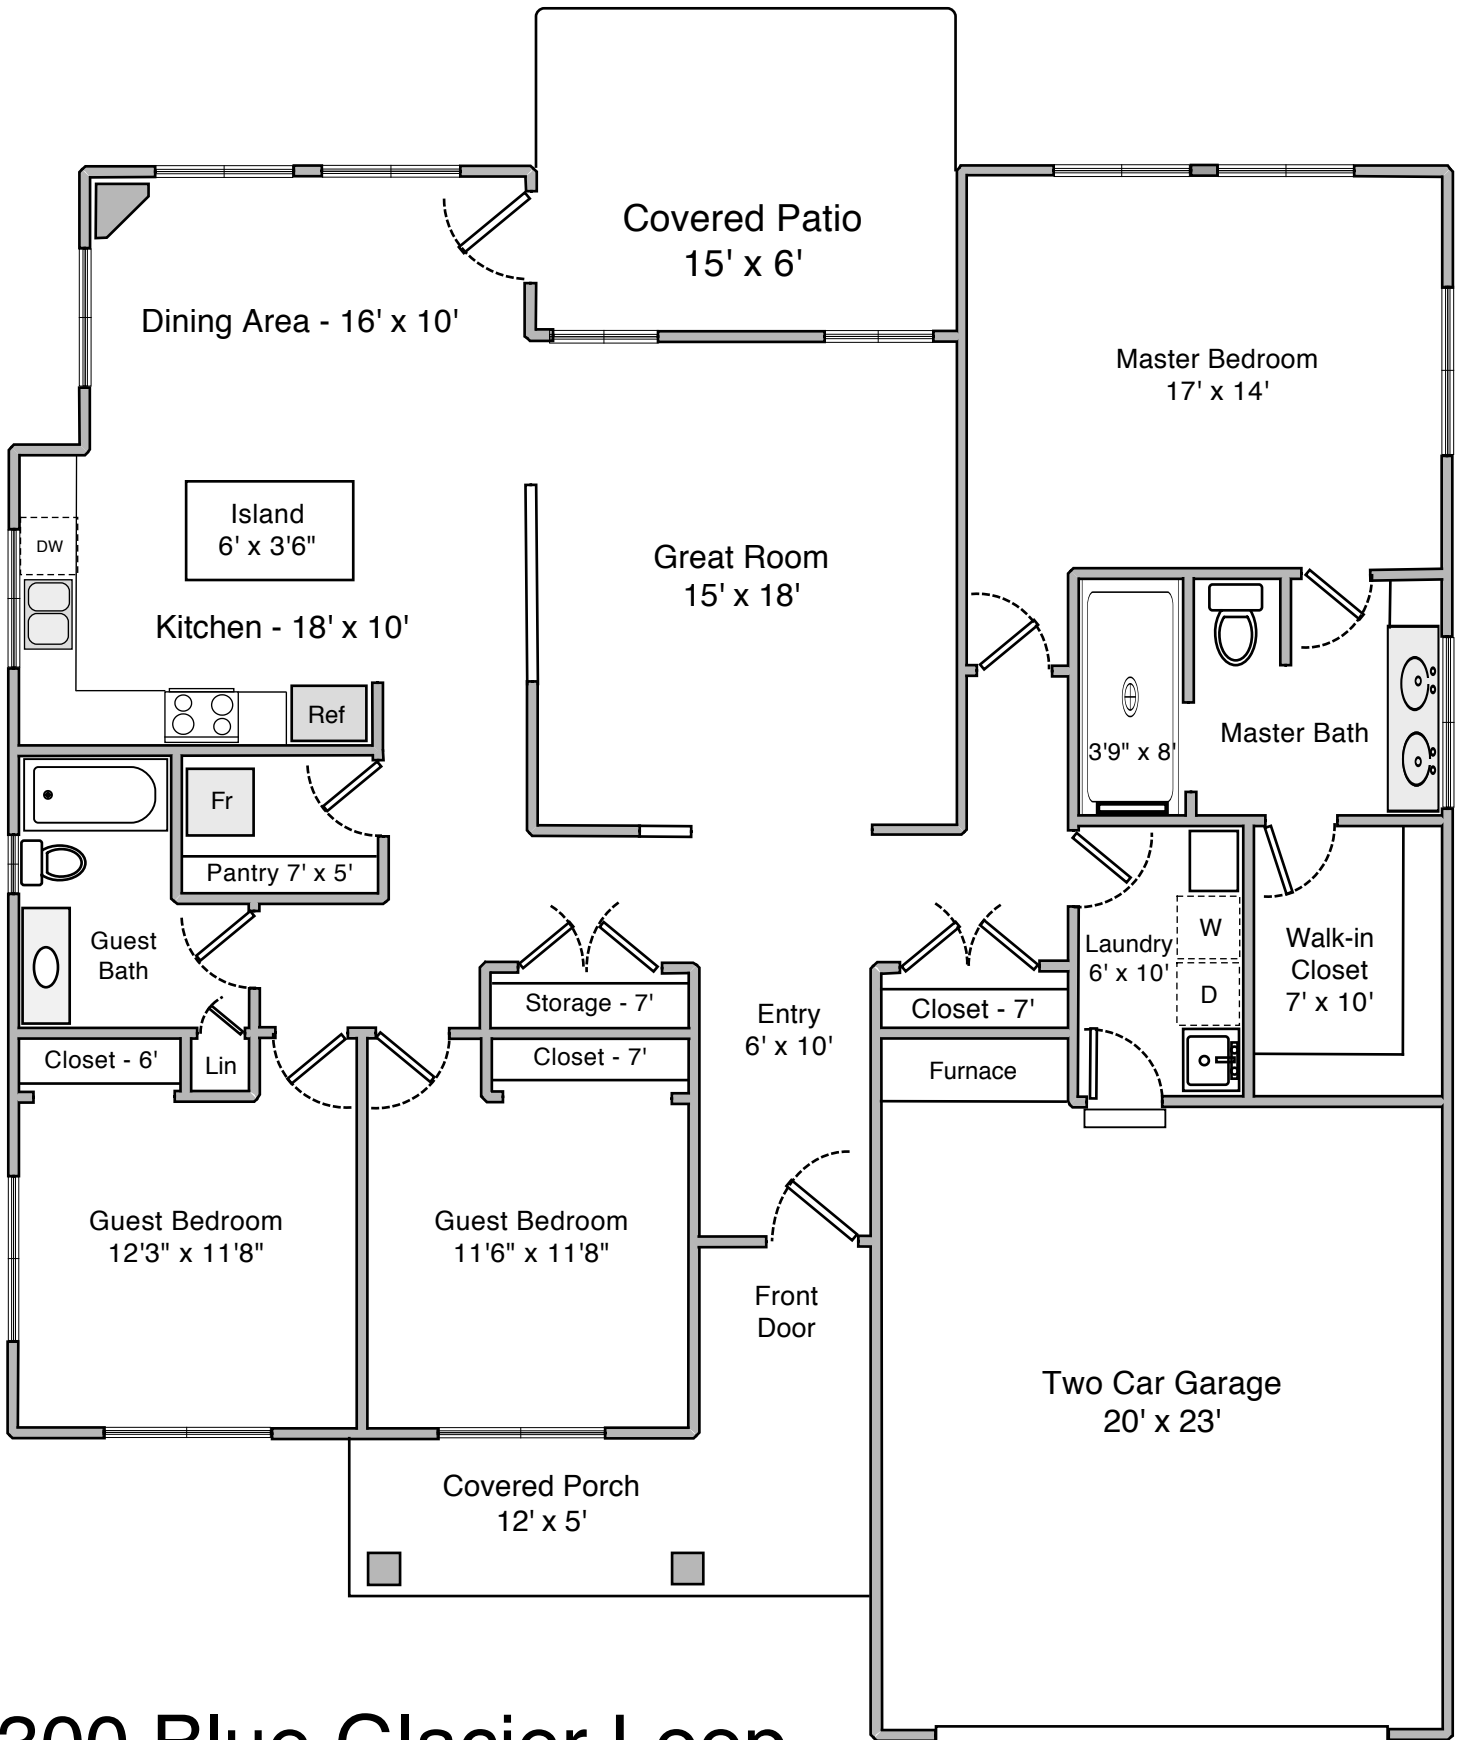 Covered Patio
15' x 6'
Dining Area - 16' x 10'
Master Bedroom
17' x 14'
Island
6' x 3'6"
DW
Great Room
15' x 18'
Kitchen - 18' x 10'
Ref
Master Bath
3'9" x 8'
Fr
Pantry 7' x 5'
Guest
Bath
Laundry
6' x 10'
W
D
Walk-in
Closet
7' x 10'
Storage - 7'
Closet - 7'
Entry
6' x 10'
Closet - 6'
Lin
Closet - 7'
Furnace
Guest Bedroom
12'3" x 11'8"
Guest Bedroom
11'6" x 11'8"
Front
Door
Two Car Garage
20' x 23'
Covered Porch
12' x 5'
300 Blue Glacier Loop